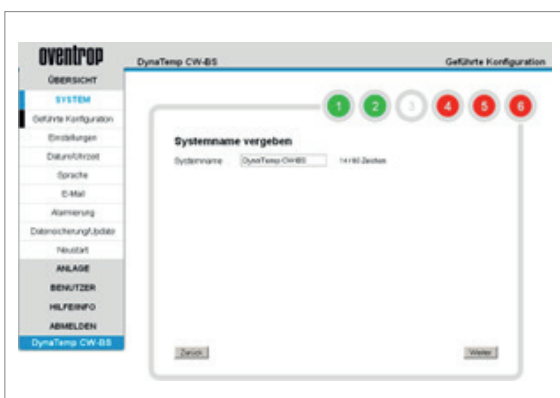 oventrop
DynaTemp CW-BS
Geführte Konfiguration
ÜBERSICHT
SYSTEM
Geführte Konfiguration
Einstellungen
Datum/Uhrzeit
Sprache
E-Mail
Alarmierung
Datensicherung/Update
Neustart
ANLAGE
BENUTZER
HILFE/INFO
ABMELDEN
DynaTemp CW-BS
1 2 3 4 5 6
Systemname vergeben
Systemname DynaTemp CW-BS 14 / 60 Zeichen
Zurück Weiter